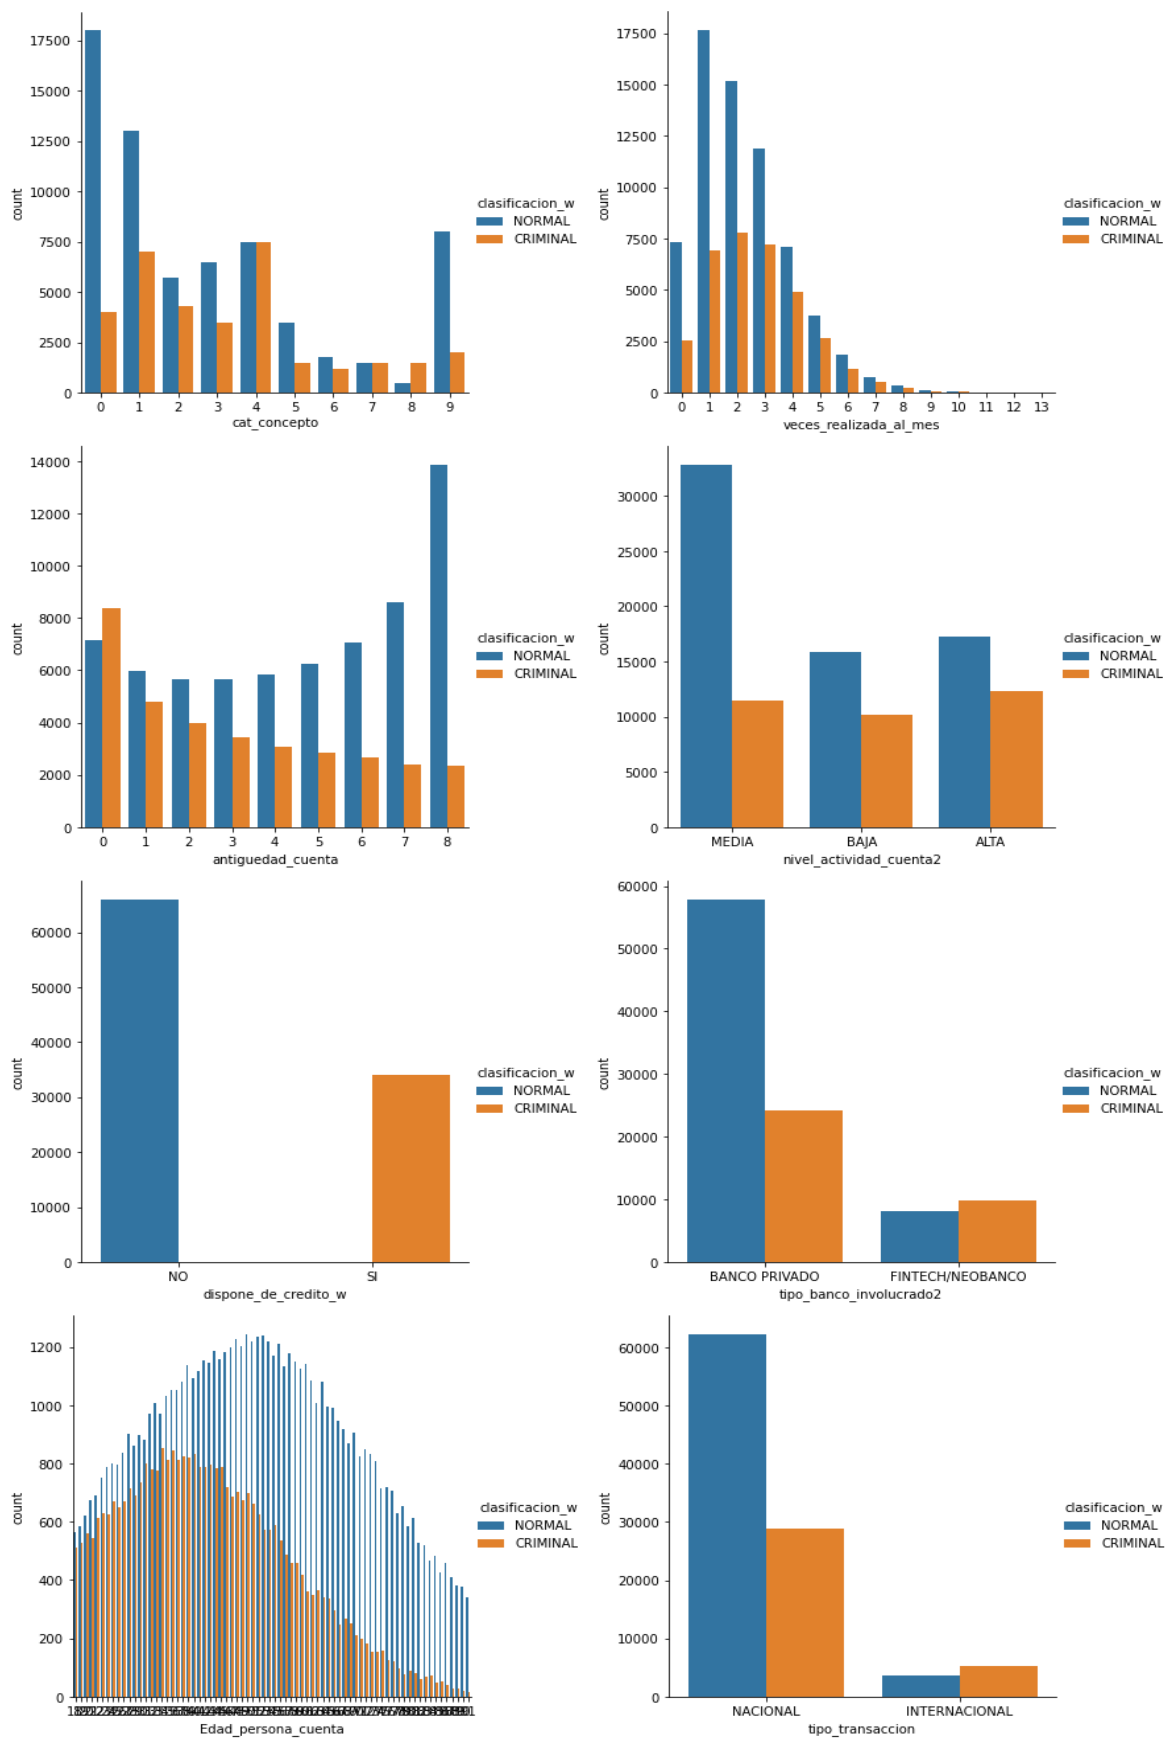 17500
15000
12500
10000
7500
5000
2500
0
count
0 1 2 3 4 5 6 7 8 9
cat_concepto
clasificacion_w
NORMAL
CRIMINAL
17500
15000
12500
10000
7500
5000
2500
0
count
0 1 2 3 4 5 6 7 8 9 10 11 12 13
veces_realizada_al_mes
clasificacion_w
NORMAL
CRIMINAL
14000
12000
10000
8000
6000
4000
2000
0
count
0 1 2 3 4 5 6 7 8
antiguedad_cuenta
clasificacion_w
NORMAL
CRIMINAL
30000
25000
20000
15000
10000
5000
0
count
MEDIA BAJA ALTA
nivel_actividad_cuenta2
clasificacion_w
NORMAL
CRIMINAL
60000
50000
40000
30000
20000
10000
0
count
NO SI
dispone_de_credito_w
clasificacion_w
NORMAL
CRIMINAL
60000
50000
40000
30000
20000
10000
0
count
BANCO PRIVADO FINTECH/NEOBANCO
tipo_banco_involucrado2
clasificacion_w
NORMAL
CRIMINAL
1200
1000
800
600
400
200
0
count
Edad_persona_cuenta
clasificacion_w
NORMAL
CRIMINAL
60000
50000
40000
30000
20000
10000
0
count
NACIONAL INTERNACIONAL
tipo_transaccion
clasificacion_w
NORMAL
CRIMINAL